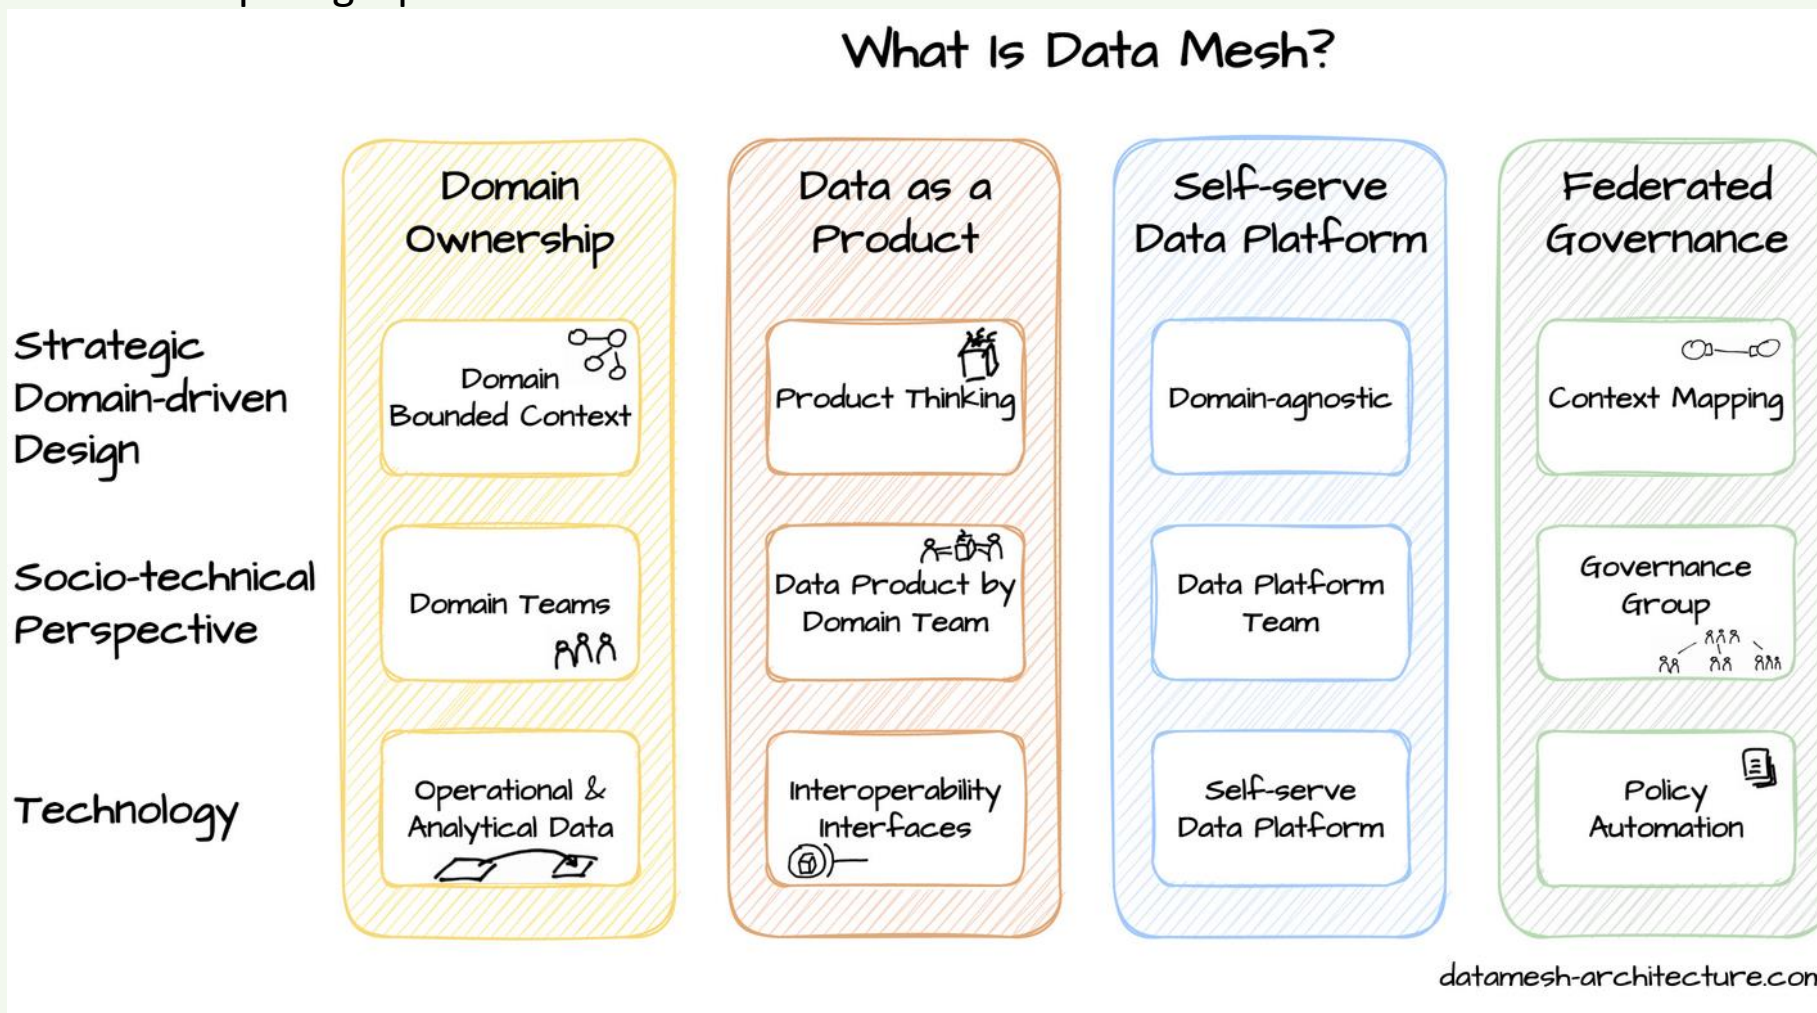 What Is Data Mesh?
Domain
Ownership
Data as a
Product
Self-serve
Data Platform
Federated
Governance
Strategic
Domain-driven
Design
Domain
Bounded Context
Product Thinking
Domain-agnostic
Context Mapping
Socio-technical
Perspective
Domain Teams
Data Product by
Domain Team
Data Platform
Team
Governance
Group
Technology
Operational &
Analytical Data
Interoperability
Interfaces
Self-serve
Data Platform
Policy
Automation
datamesh-architecture.com